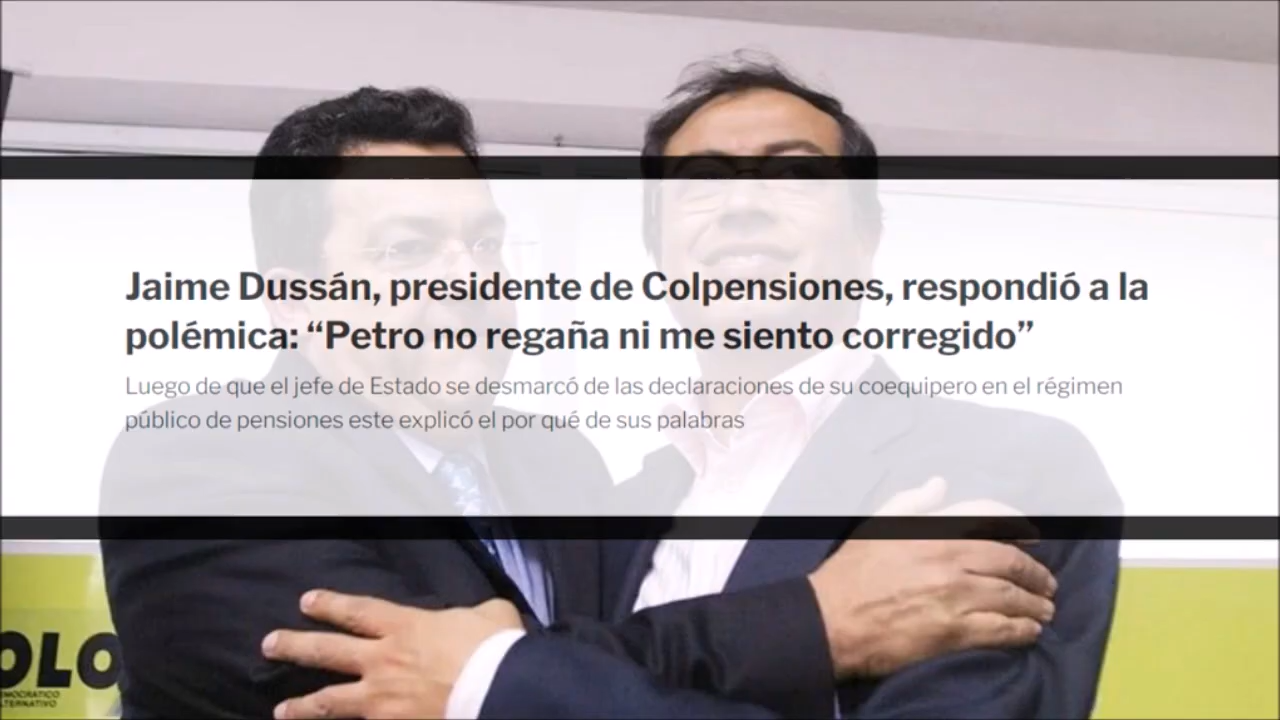 Jaime Dussán, presidente de Colpensiones, respondió a la
polémica: “Petro no regaña ni me siento corregido”
Luego de que el jefe de Estado se desmarcó de las declaraciones de su coequipero en el régimen
público de pensiones este explicó el por qué de sus palabras
OLO